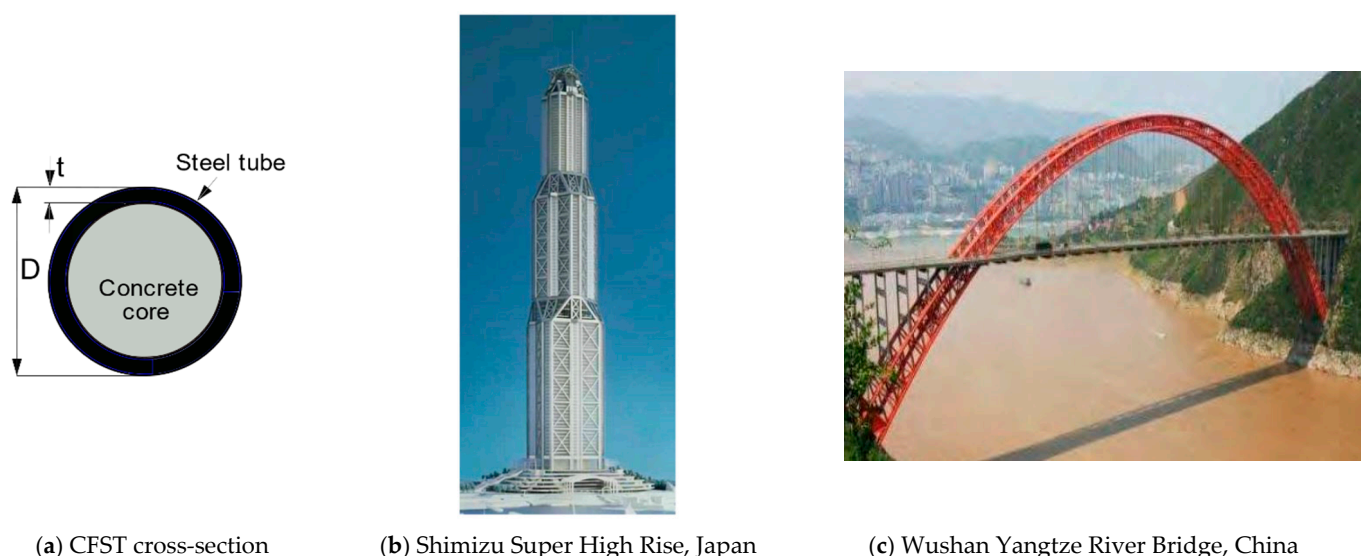 t
Steel tube
D
Concrete
core
(a) CFST cross-section
(b) Shimizu Super High Rise, Japan
(c) Wushan Yangtze River Bridge, China